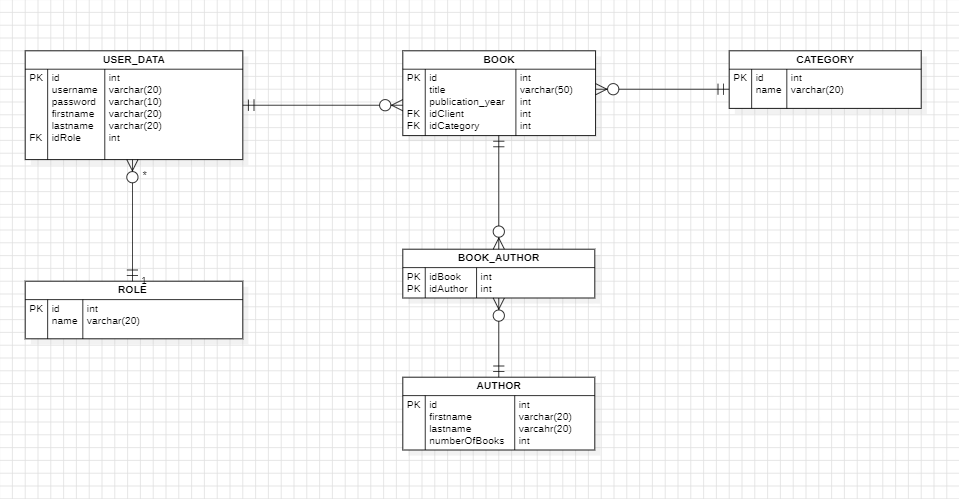 USER_DATA
PK id int
username varchar(20)
password varchar(10)
firstname varchar(20)
lastname varchar(20)
FK idRole int
*
1
ROLE
PK id int
name varchar(20)
BOOK
PK id int
title varchar(50)
publication_year int
FK idClient int
FK idCategory int
CATEGORY
PK id int
name varchar(20)
BOOK_AUTHOR
PK idBook int
PK idAuthor int
AUTHOR
PK id int
firstname varchar(20)
lastname varcahr(20)
numberOfBooks int